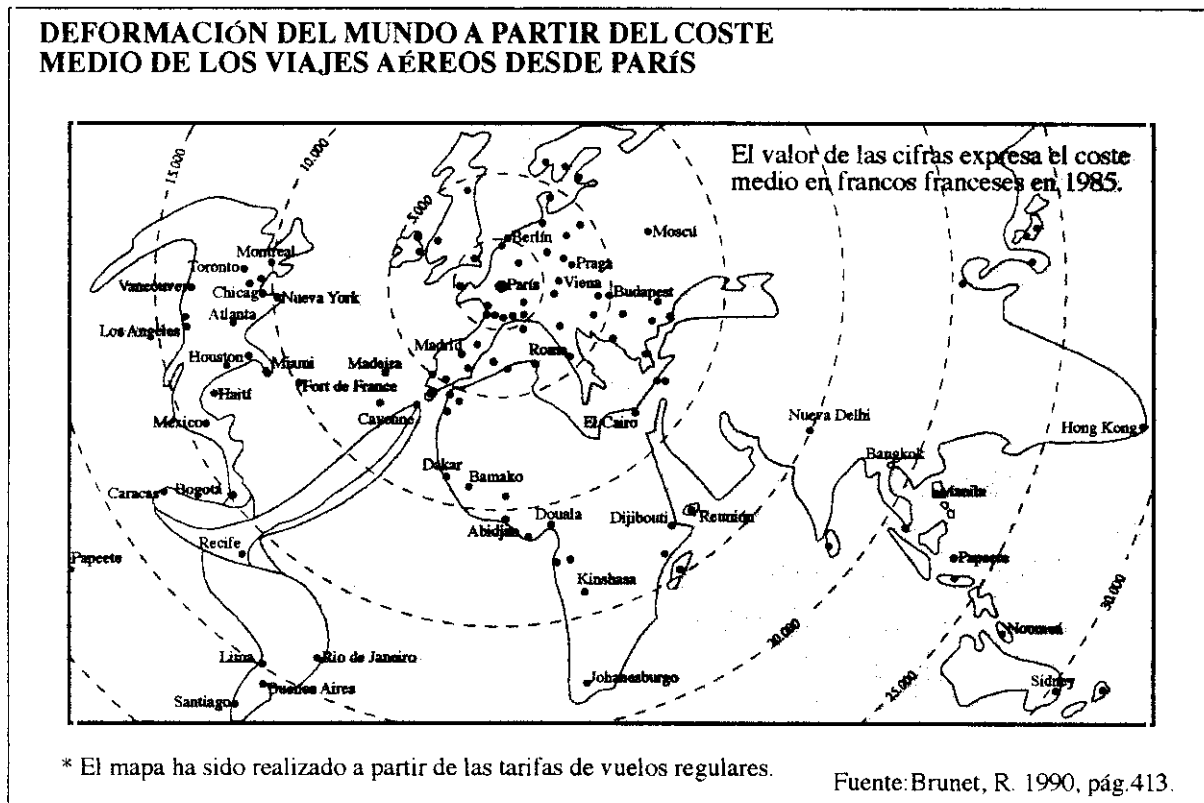 DEFORMACIÓN DEL MUNDO A PARTIR DEL COSTE
MEDIO DE LOS VIAJES AÉREOS DESDE PARÍS
El valor de las cifras expresa el coste
medio en francos franceses en 1985.
15.000
10.000
5.000
Moscú
Berlín
Montreal
Toronto
Praga
Vancouver
París
Viena
Chicag
Nueva York
Budapest
Atlanta
Los Angeles
Madrid
Roma
Houston
Miami
Madeira
Fort de France
Haití
México
Cayenne
El Cairo
Nueva Delhi
Hong Kong
Bangkok
Dakar
Bamako
Caracas
Bogotá
Manila
Douala
Dijibouti
Reunión
Abidjan
Recife
Papeete
Papeete
Kinshasa
30.000
20.000
Noumeá
Lima
Rio de Janeiro
25.000
Sidney
Buenos Aires
Johanesburgo
Santiago
* El mapa ha sido realizado a partir de las tarifas de vuelos regulares.
Fuente:Brunet, R. 1990, pág.413.